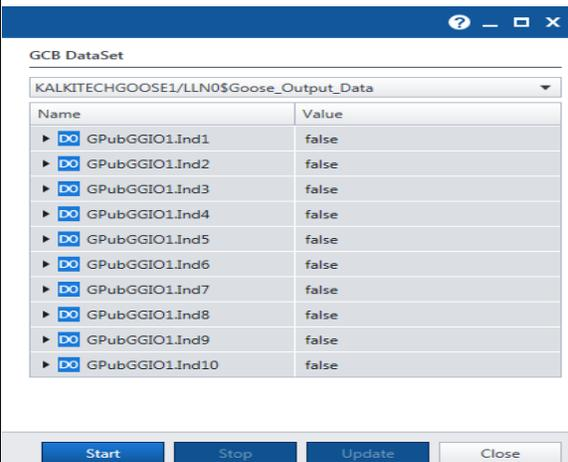 ?
GCB DataSet
KALKITECHGOOSE1/LLN0$Goose_Output_Data
Name Value
DO GPubGGIO1.Ind1 false
DO GPubGGIO1.Ind2 false
DO GPubGGIO1.Ind3 false
DO GPubGGIO1.Ind4 false
DO GPubGGIO1.Ind5 false
DO GPubGGIO1.Ind6 false
DO GPubGGIO1.Ind7 false
DO GPubGGIO1.Ind8 false
DO GPubGGIO1.Ind9 false
DO GPubGGIO1.Ind10 false
Start Stop Update Close